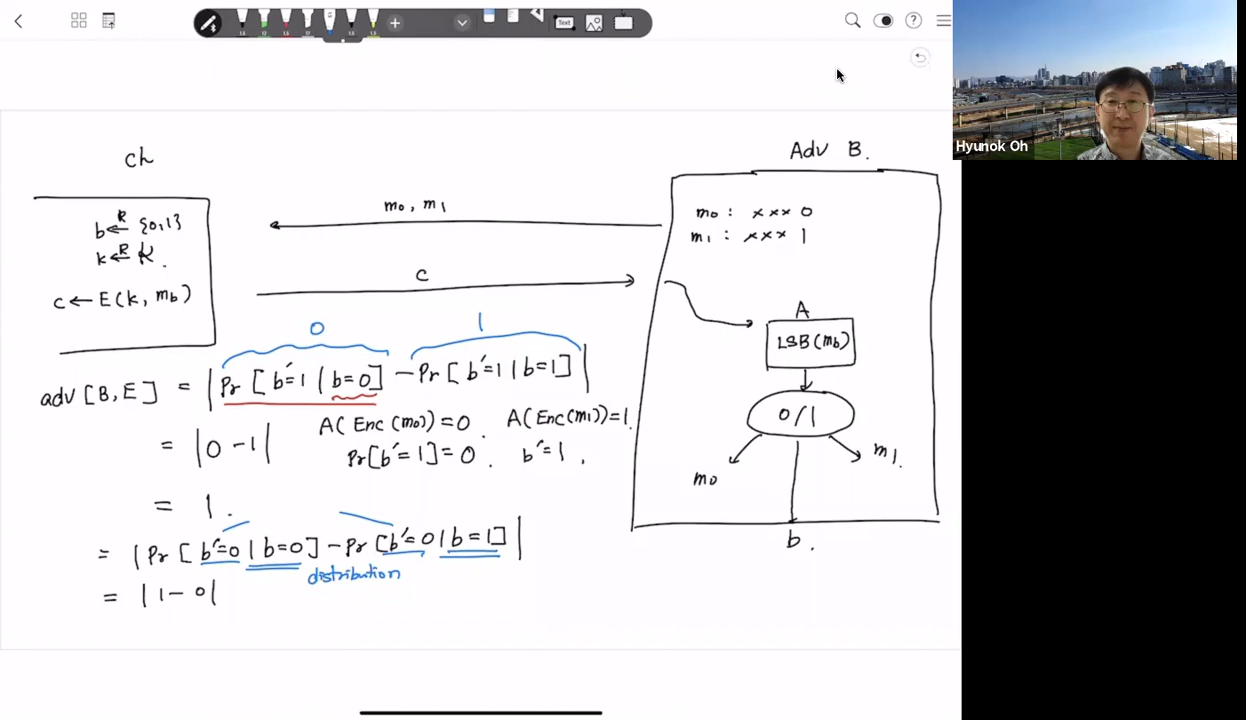 Text
Hyunok Oh
Ch
Adv B.
b ←R {0,1}
k ←R K.
c ← E(k, mb)
m0, m1
c
m0 : xxx 0
m1 : xxx 1
A
LSB(mb)
0/1
m0
m1.
b.
0 1
adv [B,E] = | Pr [ b'=1 | b=0] - Pr [ b'=1 | b=1] |
A(Enc(m0))=0. A(Enc(m1))=1.
= |0-1| Pr[b'=1]=0. b'=1.
= 1.
= | Pr [ b'=0 | b=0] - Pr [b'=0 | b=1] |
distribution
= | 1-0|